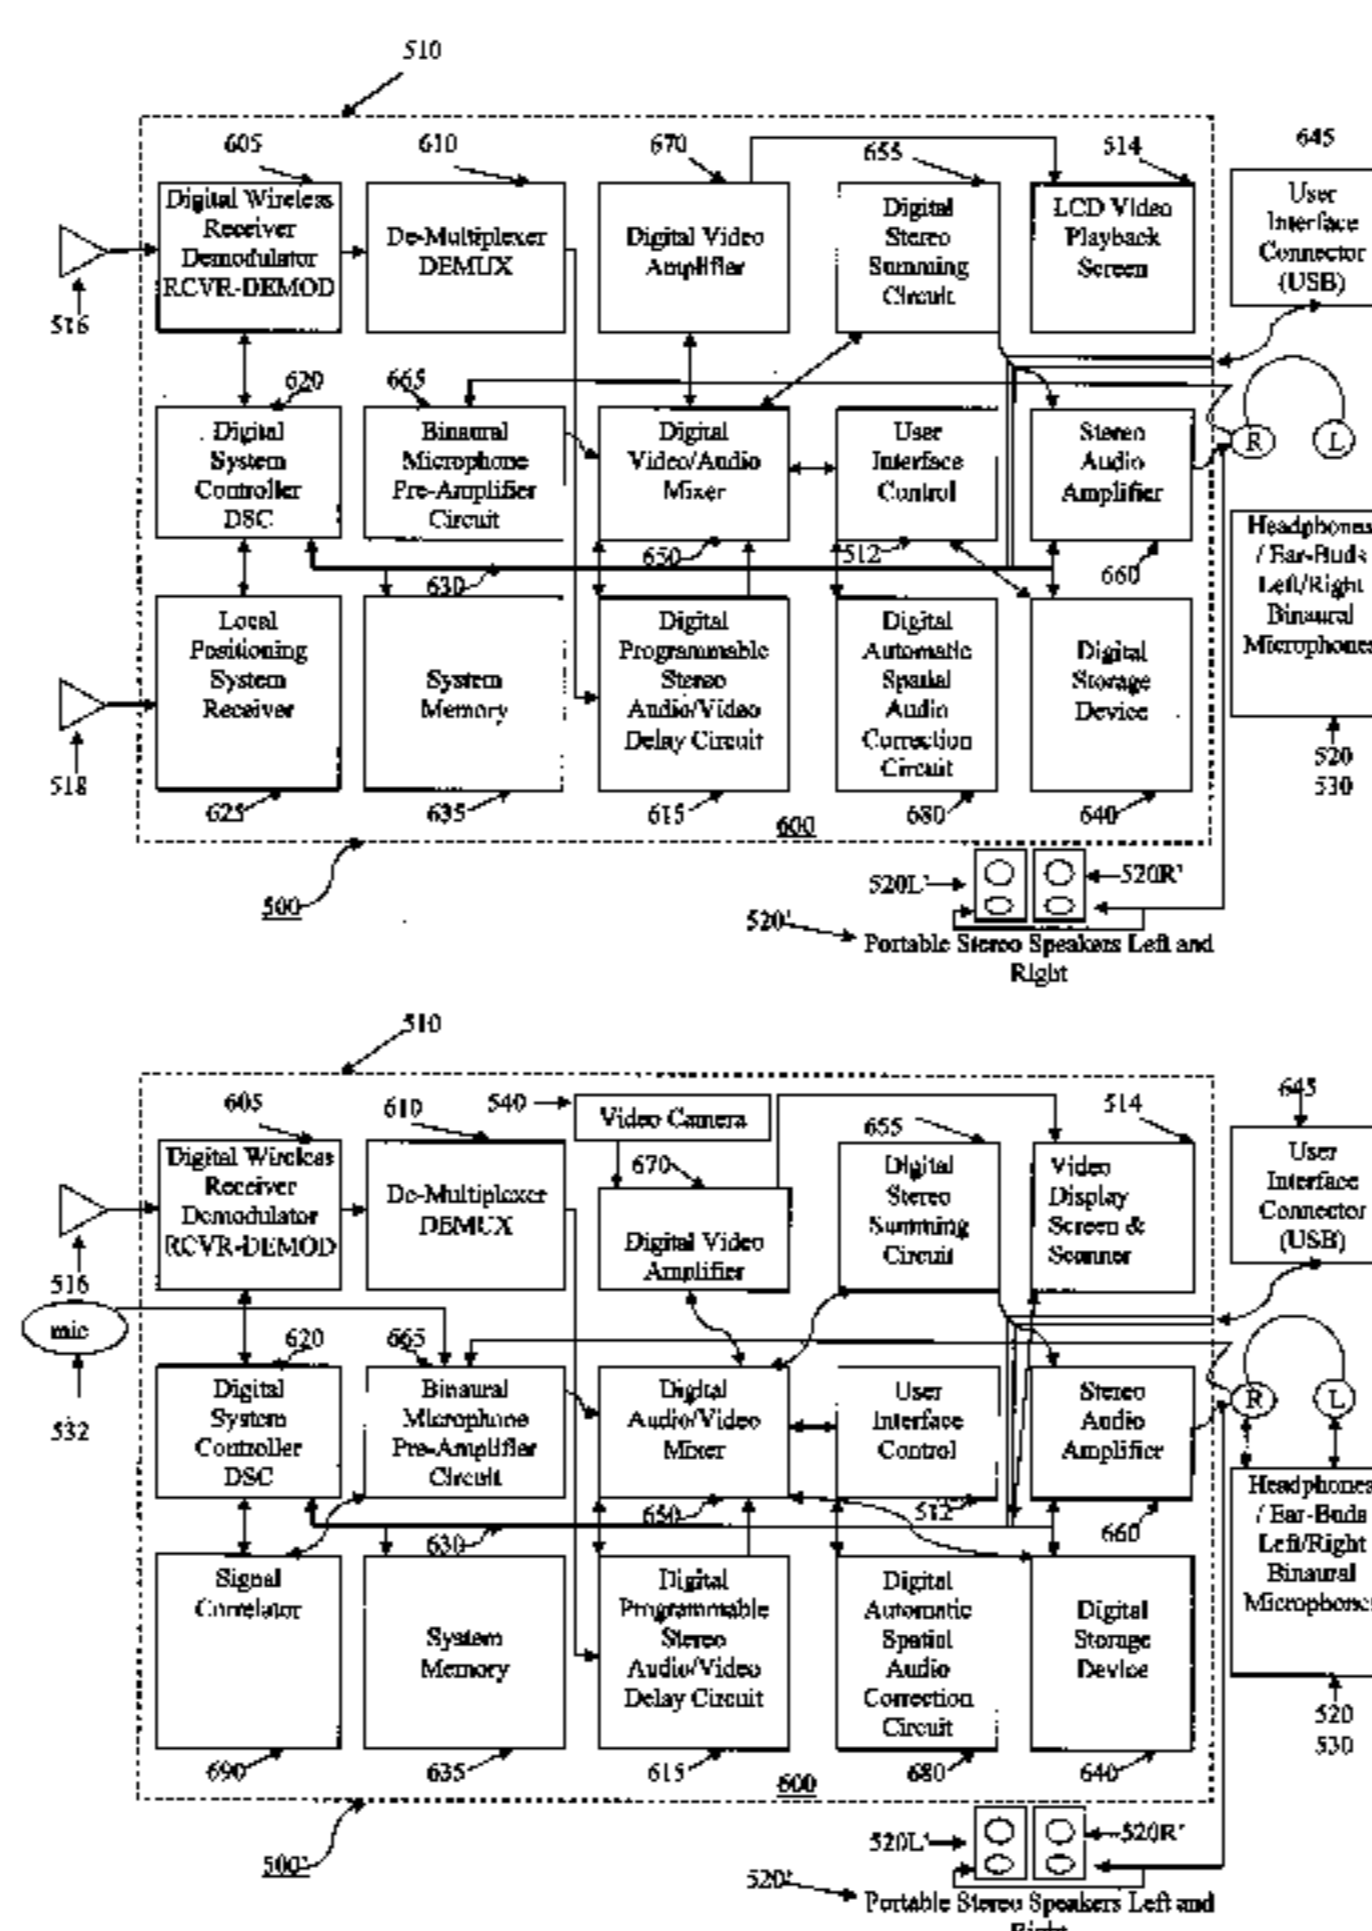 510
605
610
670
655
514
645
Digital Wireless
Receiver
Demodulator
RCVR-DEMOD
De-Multiplexer
DEMUX
Digital Video
Amplifier
Digital
Stereo
Summing
Circuit
LCD Video
Playback
Screen
User
Interface
Connector
(USB)
516
620
665
Digital
System
Controller
DSC
Binaural
Microphone
Pre-Amplifier
Circuit
Digital
Video/Audio
Mixer
User
Interface
Control
Stereo
Audio
Amplifier
R
L
630
650
512
660
Headphones
/ Ear-Buds
Left/Right
Binaural
Microphones
Local
Positioning
System
Receiver
System
Memory
Digital
Programmable
Stereo
Audio/Video
Delay Circuit
Digital
Automatic
Spatial
Audio
Correction
Circuit
Digital
Storage
Device
518
520
530
625
635
615
600
680
640
500
520L'
520R'
520'
Portable Stereo Speakers Left and
Right
510
605
610
540
Video Camera
655
514
645
670
Digital Wireless
Receiver
Demodulator
RCVR-DEMOD
De-Multiplexer
DEMUX
Digital Video
Amplifier
Digital
Stereo
Summing
Circuit
Video
Display
Screen &
Scanner
User
Interface
Connector
(USB)
516
mic
532
620
665
Digital
System
Controller
DSC
Binaural
Microphone
Pre-Amplifier
Circuit
Digital
Audio/Video
Mixer
User
Interface
Control
Stereo
Audio
Amplifier
R
L
630
650
512
660
Headphones
/ Ear-Buds
Left/Right
Binaural
Signal
Correlator
System
Memory
Digital
Programmable
Stereo
Audio/Video
Delay Circuit
Digital
Automatic
Spatial
Audio
Correction
Circuit
Digital
Storage
Device
520
530
690
635
615
600
680
640
500'
520L'
520R'
520'
Portable Stereo Speakers Left and
Right